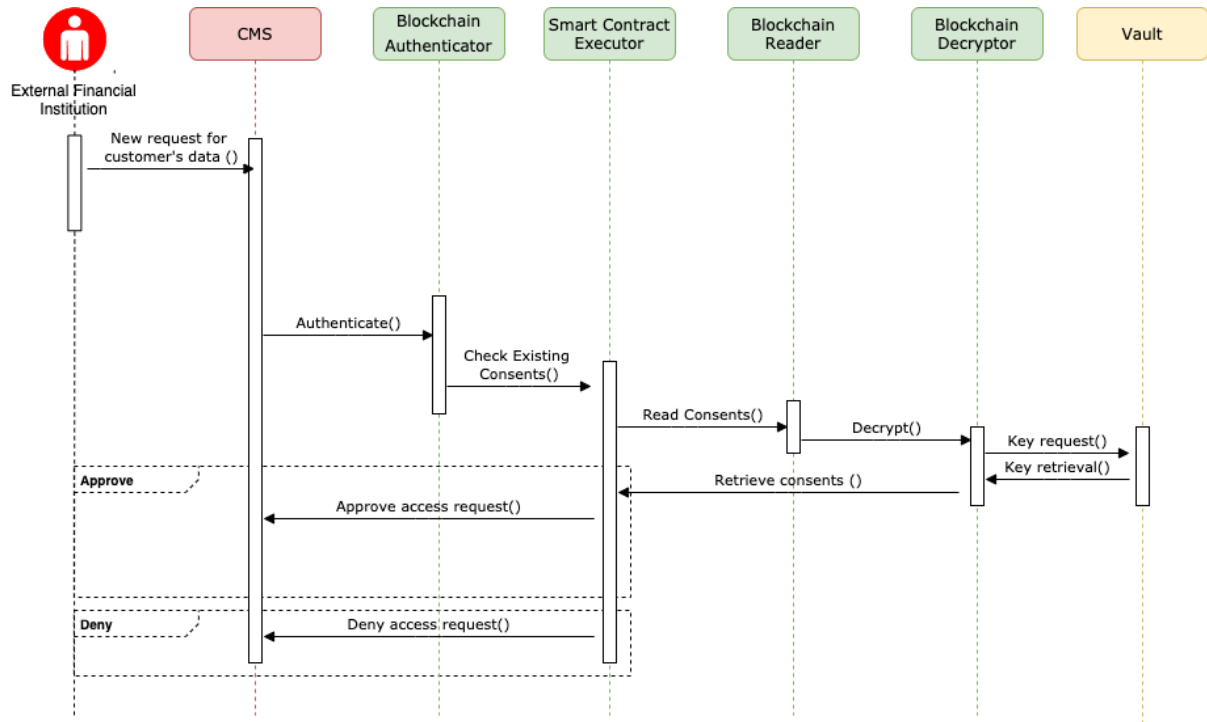 External Financial
Institution
CMS
Blockchain
Authenticator
Smart Contract
Executor
Blockchain
Reader
Blockchain
Decryptor
Vault
New request for
customer's data ()
Authenticate()
Check Existing
Consents()
Read Consents()
Decrypt()
Key request()
Key retrieval()
Retrieve consents ()
Approve
Approve access request()
Deny
Deny access request()